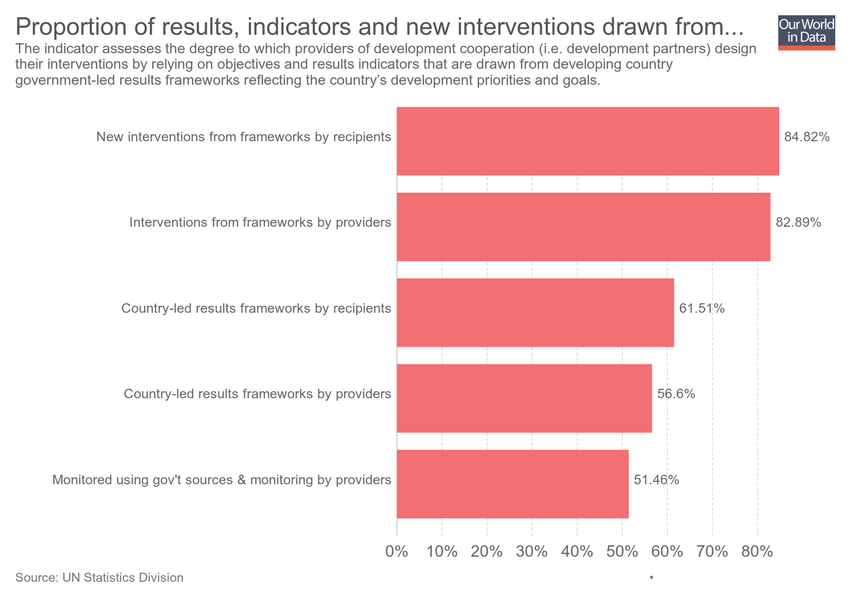 Proportion of results, indicators and new interventions drawn from...
Our World
in Data
The indicator assesses the degree to which providers of development cooperation (i.e. development partners) design
their interventions by relying on objectives and results indicators that are drawn from developing country
government-led results frameworks reflecting the country's development priorities and goals.
New interventions from frameworks by recipients
84.82%
Interventions from frameworks by providers
82.89%
Country-led results frameworks by recipients
61.51%
Country-led results frameworks by providers
56.6%
Monitored using gov't sources & monitoring by providers
51.46%
0% 10% 20% 30% 40% 50% 60% 70% 80%
Source: UN Statistics Division
•